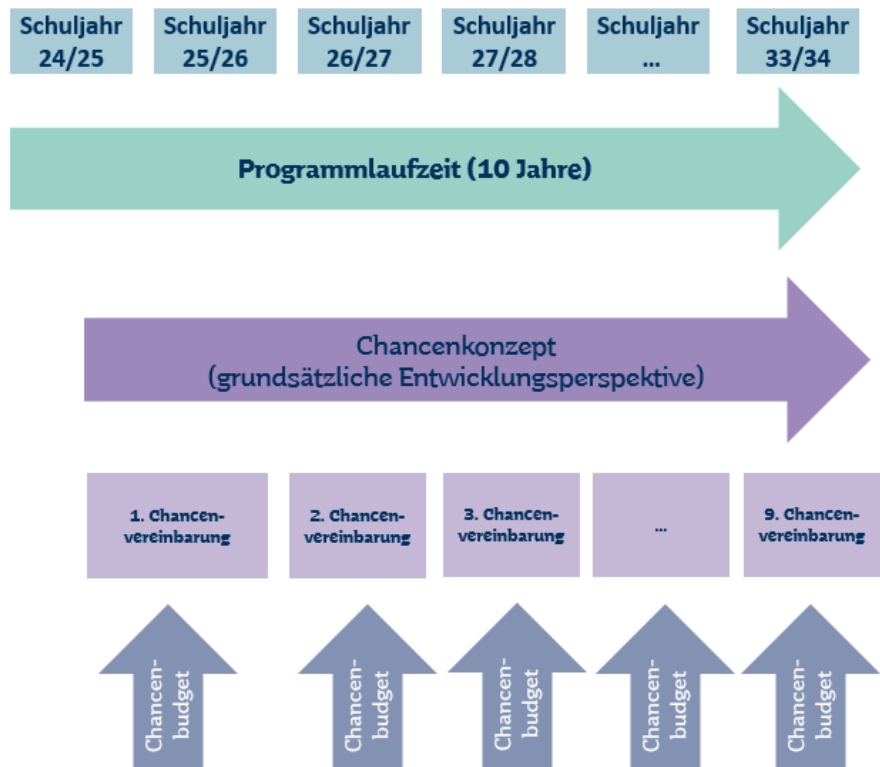 Schuljahr
24/25
Schuljahr
25/26
Schuljahr
26/27
Schuljahr
27/28
Schuljahr
...
Schuljahr
33/34
Programmlaufzeit (10 Jahre)
Chancenkonzept
(grundsätzliche Entwicklungsperspektive)
1. Chancen-
vereinbarung
2. Chancen-
vereinbarung
3. Chancen-
vereinbarung
...
9. Chancen-
vereinbarung
Chancen-
budget
Chancen-
budget
Chancen-
budget
Chancen-
budget
Chancen-
budget